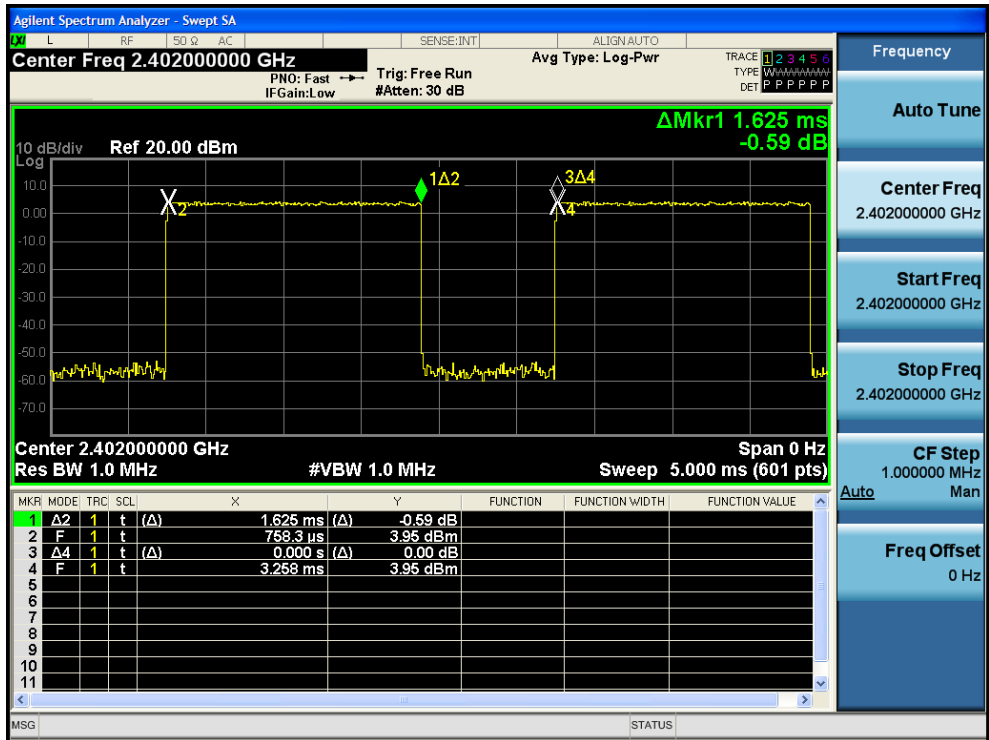 Agilent Spectrum Analyzer - Swept SA
LXI L RF 50 Ω AC SENSE:INT ALIGN AUTO
Center Freq 2.402000000 GHz
PNO: Fast
IFGain:Low
Trig: Free Run
#Atten: 30 dB
Avg Type: Log-Pwr
TRACE 1 2 3 4 5 6
TYPE WWWWWW
DET P P P P P P
ΔMkr1 1.625 ms
-0.59 dB
10 dB/div Ref 20.00 dBm
Log
10.0
0.00
-10.0
-20.0
-30.0
-40.0
-50.0
-60.0
-70.0
2
1Δ2
3Δ4
4
Center 2.402000000 GHz Span 0 Hz
Res BW 1.0 MHz #VBW 1.0 MHz Sweep 5.000 ms (601 pts)
MKR MODE TRC SCL X Y FUNCTION FUNCTION WIDTH FUNCTION VALUE
1 Δ2 1 t (Δ) 1.625 ms (Δ) -0.59 dB
2 F 1 t 758.3 µs 3.95 dBm
3 Δ4 1 t (Δ) 0.000 s (Δ) 0.00 dB
4 F 1 t 3.258 ms 3.95 dBm
5
6
7
8
9
10
11
MSG STATUS
Frequency
Auto Tune
Center Freq
2.402000000 GHz
Start Freq
2.402000000 GHz
Stop Freq
2.402000000 GHz
CF Step
1.000000 MHz
Auto Man
Freq Offset
0 Hz